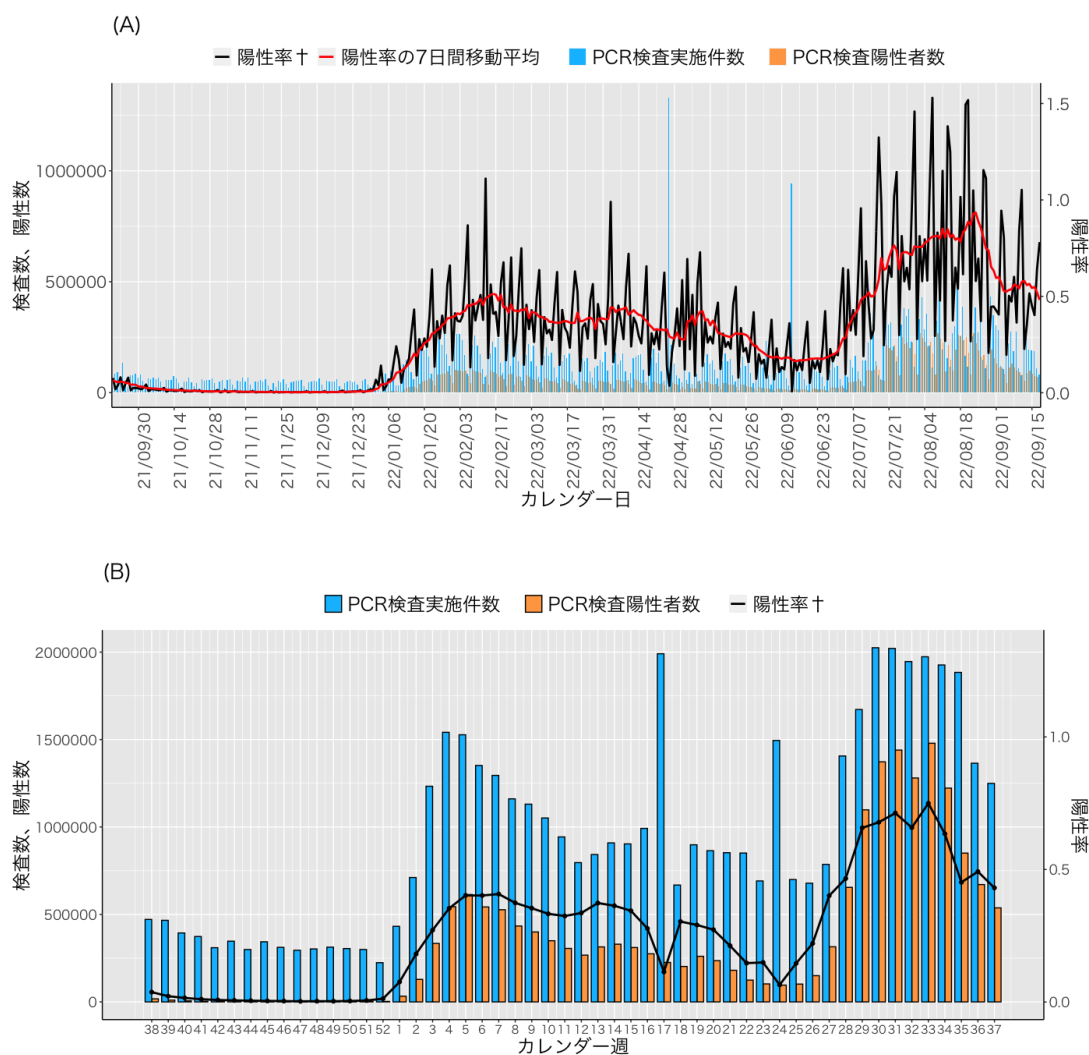 (A)
陽性率† 陽性率の7日間移動平均 PCR検査実施件数 PCR検査陽性者数
検査数、陽性数
1000000
500000
0
1.5
1.0
0.5
0.0
陽性率
21/09/30 21/10/14 21/10/28 21/11/11 21/11/25 21/12/09 21/12/23 22/01/06 22/01/20 22/02/03 22/02/17 22/03/03 22/03/17 22/03/31 22/04/14 22/04/28 22/05/12 22/05/26 22/06/09 22/06/23 22/07/07 22/07/21 22/08/04 22/08/18 22/09/01 22/09/15
カレンダー日
(B)
PCR検査実施件数 PCR検査陽性者数 陽性率†
検査数、陽性数
2000000
1500000
1000000
500000
0
1.0
0.5
0.0
陽性率
38 39 40 41 42 43 44 45 46 47 48 49 50 51 52 1 2 3 4 5 6 7 8 9 10 11 12 13 14 15 16 17 18 19 20 21 22 23 24 25 26 27 28 29 30 31 32 33 34 35 36 37
カレンダー週